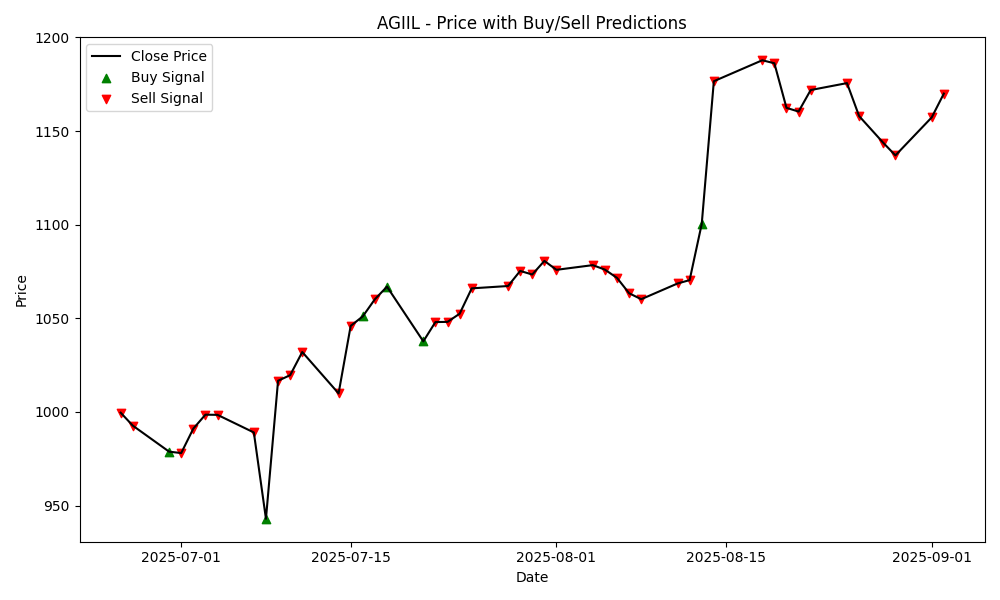 AGIIL - Price with Buy/Sell Predictions
Close Price
Buy Signal
Sell Signal
Price
1200
1150
1100
1050
1000
950
2025-07-01
2025-07-15
2025-08-01
2025-08-15
2025-09-01
Date